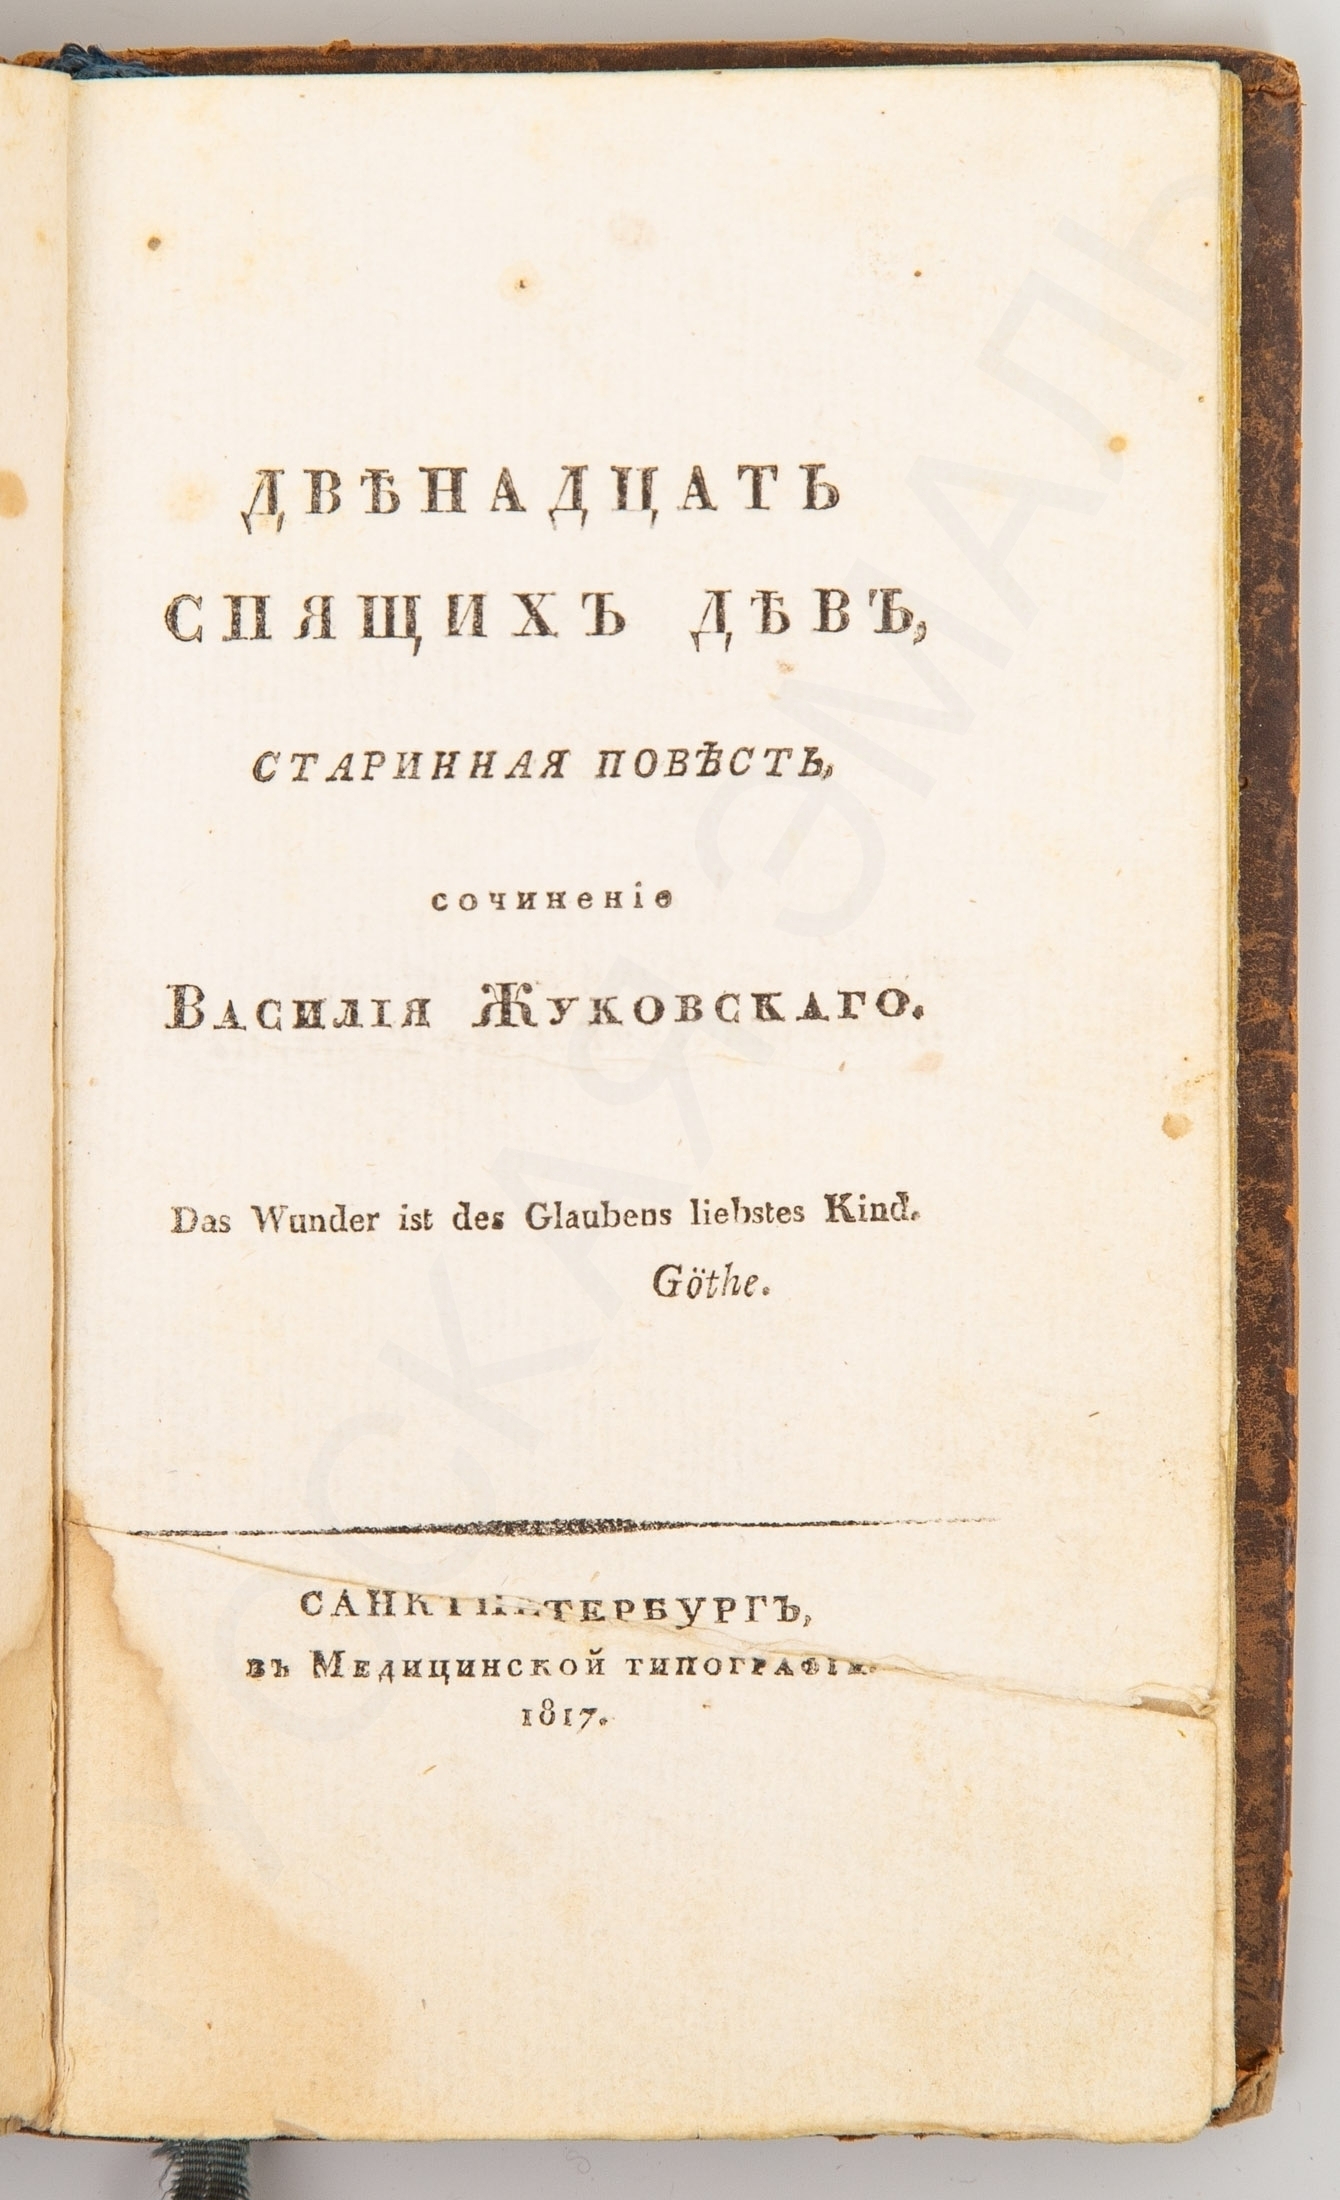 ДВѢНАДЦАТЬ
СПЯЩИХЪ ДѢВЪ,
СТАРИННАЯ ПОВѢСТЬ,
сочиненіе
ВАСИЛІЯ ЖУКОВСКАГО.
Das Wunder ist des Glaubens liebstes Kind.
Göthe.
САНКТПЕТЕРБУРГЪ,
въ МЕДИЦИНСКОЙ ТИПОГРАФІИ.
1817.